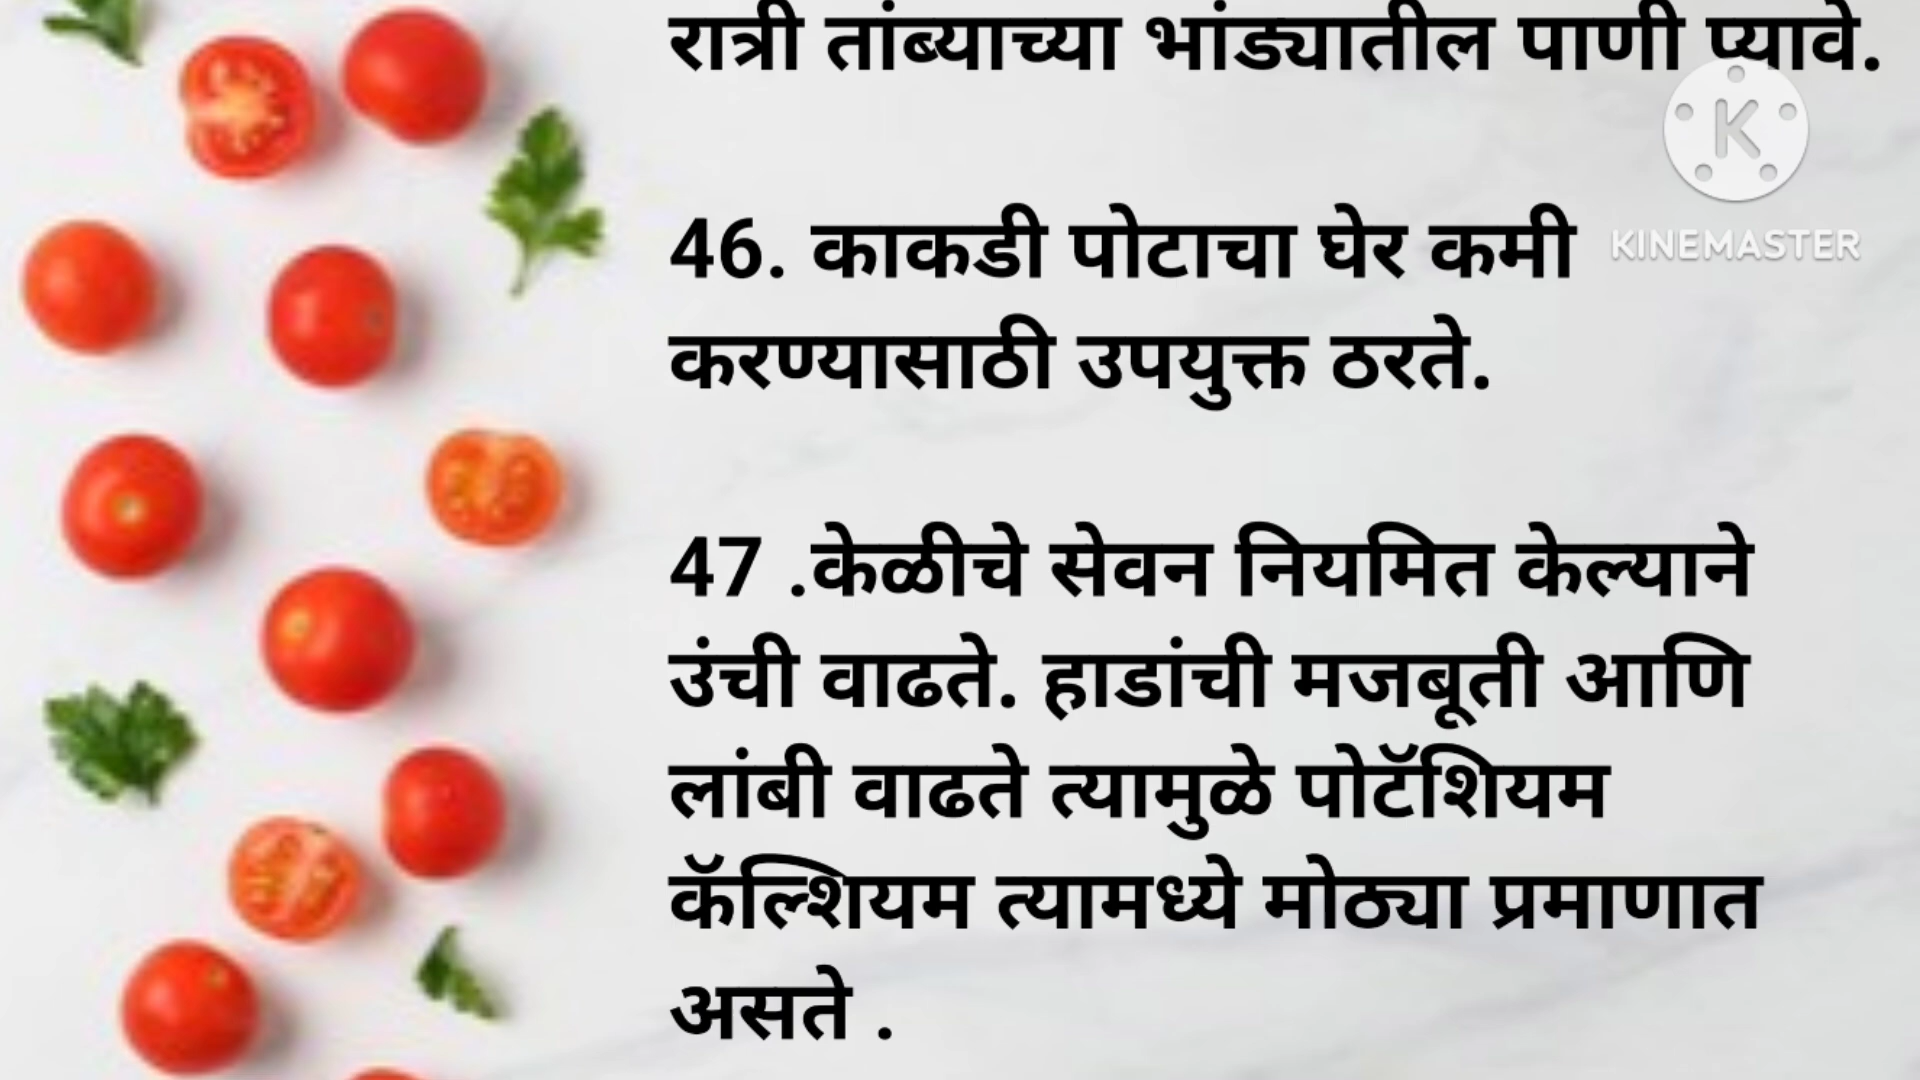 रात्री तांब्याच्या भांड्यातील पाणी प्यावे.
46. काकडी पोटाचा घेर कमी
KINEMASTER
करण्यासाठी उपयुक्त ठरते.
47 .केळीचे सेवन नियमित केल्याने
उंची वाढते. हाडांची मजबूती आणि
लांबी वाढते त्यामुळे पोटॅशियम
कॅल्शियम त्यामध्ये मोठ्या प्रमाणात
असते .